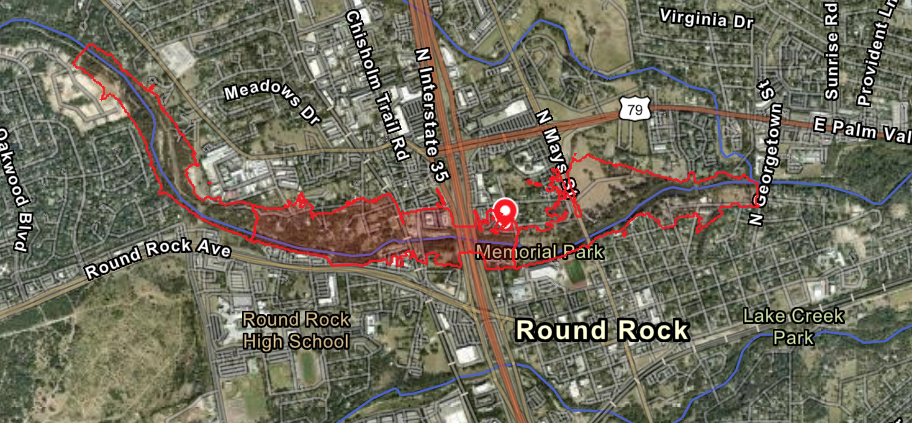 Virginia Dr
Sunrise Rd
Provident Ln
Chisholm Trail Rd
N Interstate 35
Meadows Dr
79
N Mays St
N Georgetown St
E Palm Val
Oakwood Blvd
Round Rock Ave
Memorial Park
Round Rock
High School
Round Rock
Lake Creek
Park